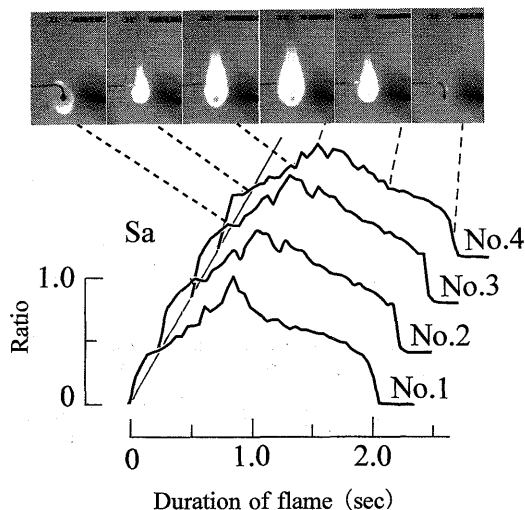 Sa
No.4
No.3
No.2
No.1
1.0
0
Ratio
0 1.0 2.0
Duration of flame (sec)